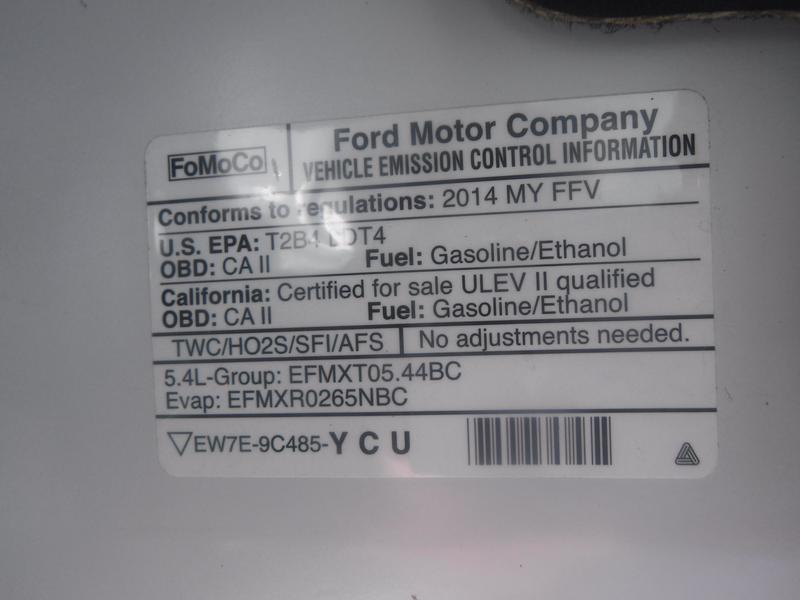 FoMoCo
Ford Motor Company
VEHICLE EMISSION CONTROL INFORMATION
Conforms to regulations: 2014 MY FFV
U.S. EPA: T2B4 LDT4
OBD: CA II Fuel: Gasoline/Ethanol
California: Certified for sale ULEV II qualified
OBD: CA II Fuel: Gasoline/Ethanol
TWC/HO2S/SFI/AFS No adjustments needed.
5.4L-Group: EFMXT05.44BC
Evap: EFMXR0265NBC
EW7E-9C485-YCU